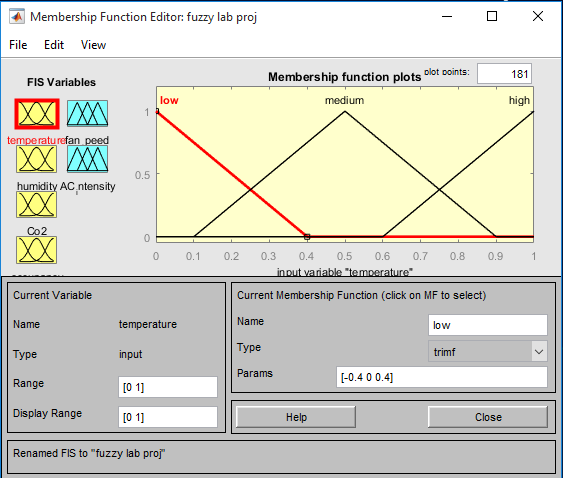 Membership Function Editor: fuzzy lab proj
File Edit View
FIS Variables
Membership function plots plot points: 181
temperature fan_peed
humidity AC_ntensity
Co2
low medium high
1
0.5
0
0 0.1 0.2 0.3 0.4 0.5 0.6 0.7 0.8 0.9 1
input variable "temperature"
Current Variable
Name temperature
Type input
Range [0 1]
Display Range [0 1]
Current Membership Function (click on MF to select)
Name low
Type trimf
Params [-0.4 0 0.4]
Help Close
Renamed FIS to "fuzzy lab proj"